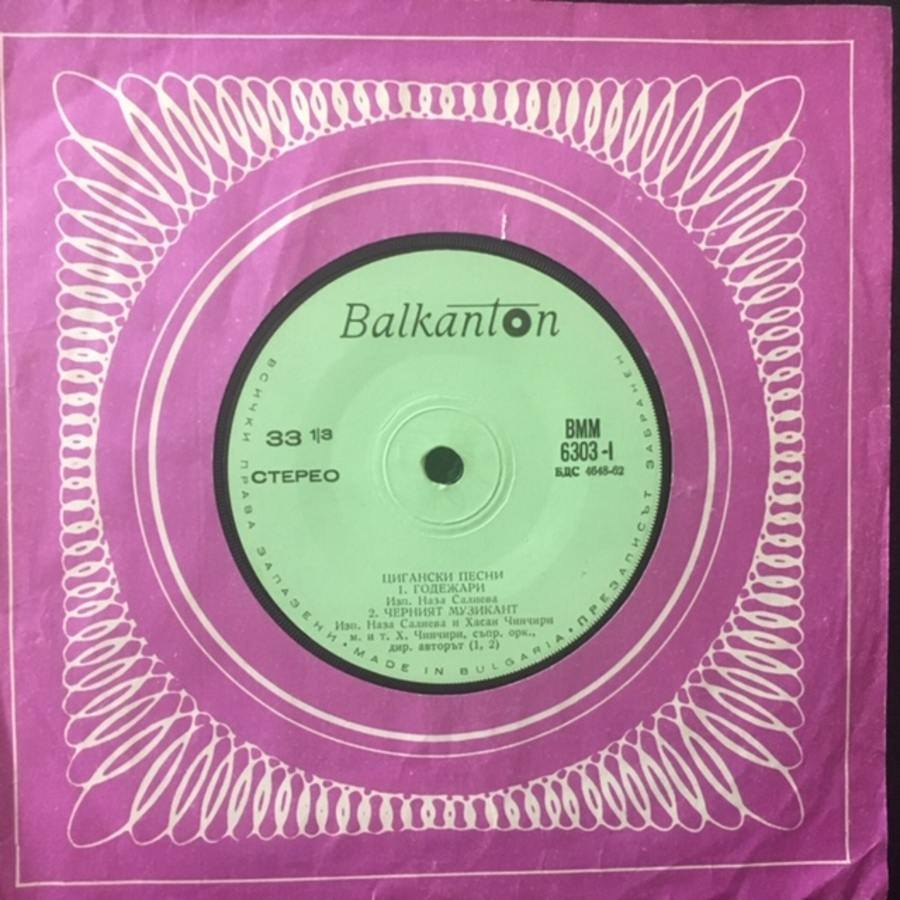 Balkanton
33 1/3
СТЕРЕО
ВММ
6303-I
БДС 4648-62
ЦИГАНСКИ ПЕСНИ
1. ГОДЕЖАРИ
Изп. Наза Салиева
2. ЧЕРНИЯТ МУЗИКАНТ
Изп. Наза Салиева и Хасан Чинчири
м. и т. Х. Чинчири, съпр. орк.,
дир. авторът (1, 2)
ВСИЧКИ ПРАВА ЗАПАЗЕНИ • MADE IN BULGARIA • ПРЕЗАПИСЪТ ЗАБРАНЕН